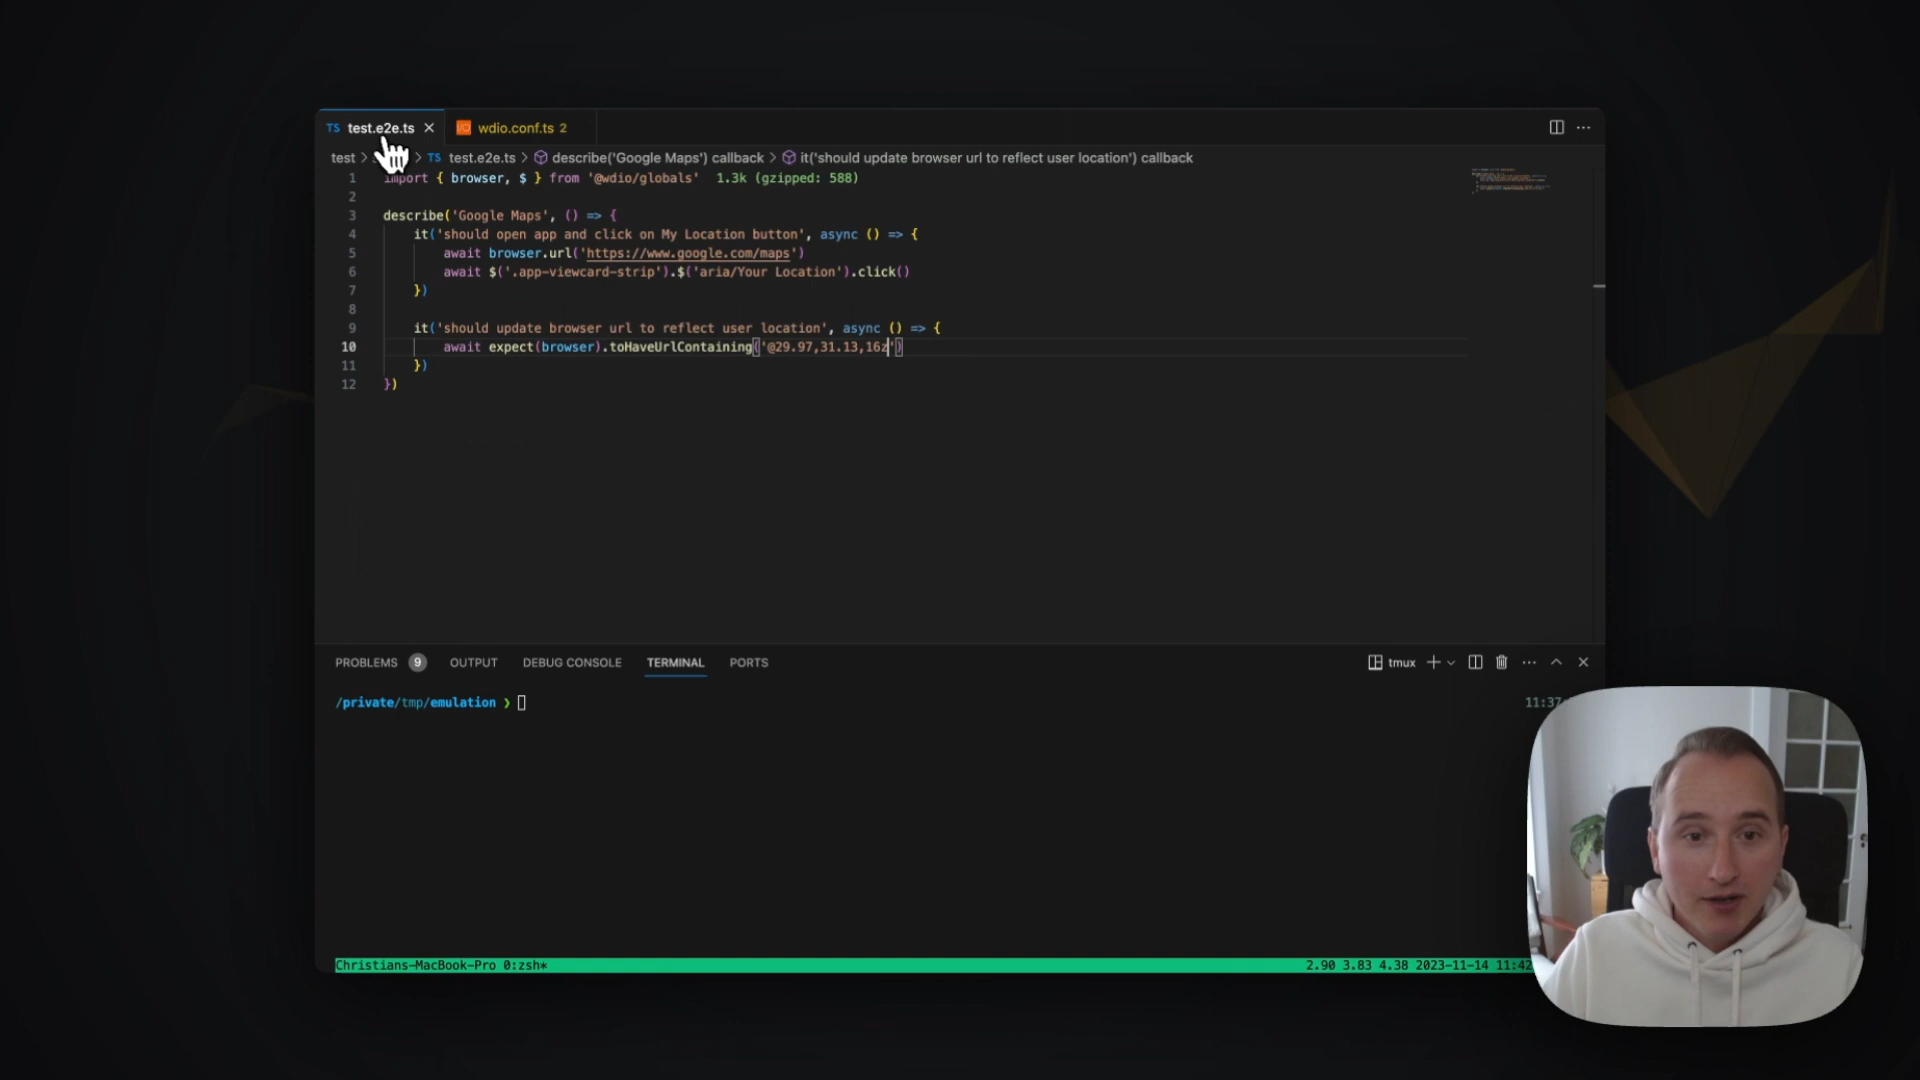 TS test.e2e.ts × wdio.conf.ts 2 ···
test > > TS test.e2e.ts > describe('Google Maps') callback > it('should update browser url to reflect user location') callback
1 import { browser, $ } from '@wdio/globals' 1.3k (gzipped: 588)
2
3 describe('Google Maps', () => {
4 it('should open app and click on My Location button', async () => {
5 await browser.url('https://www.google.com/maps')
6 await $('.app-viewcard-strip').$('aria/Your Location').click()
7 })
8
9 it('should update browser url to reflect user location', async () => {
10 await expect(browser).toHaveUrlContaining('@29.97,31.13,16z')
11 })
12 })
PROBLEMS 9 OUTPUT DEBUG CONSOLE TERMINAL PORTS tmux
/private/tmp/emulation ❯ 11:37
Christians-MacBook-Pro 0:zsh* 2.90 3.83 4.38 2023-11-14 11:42